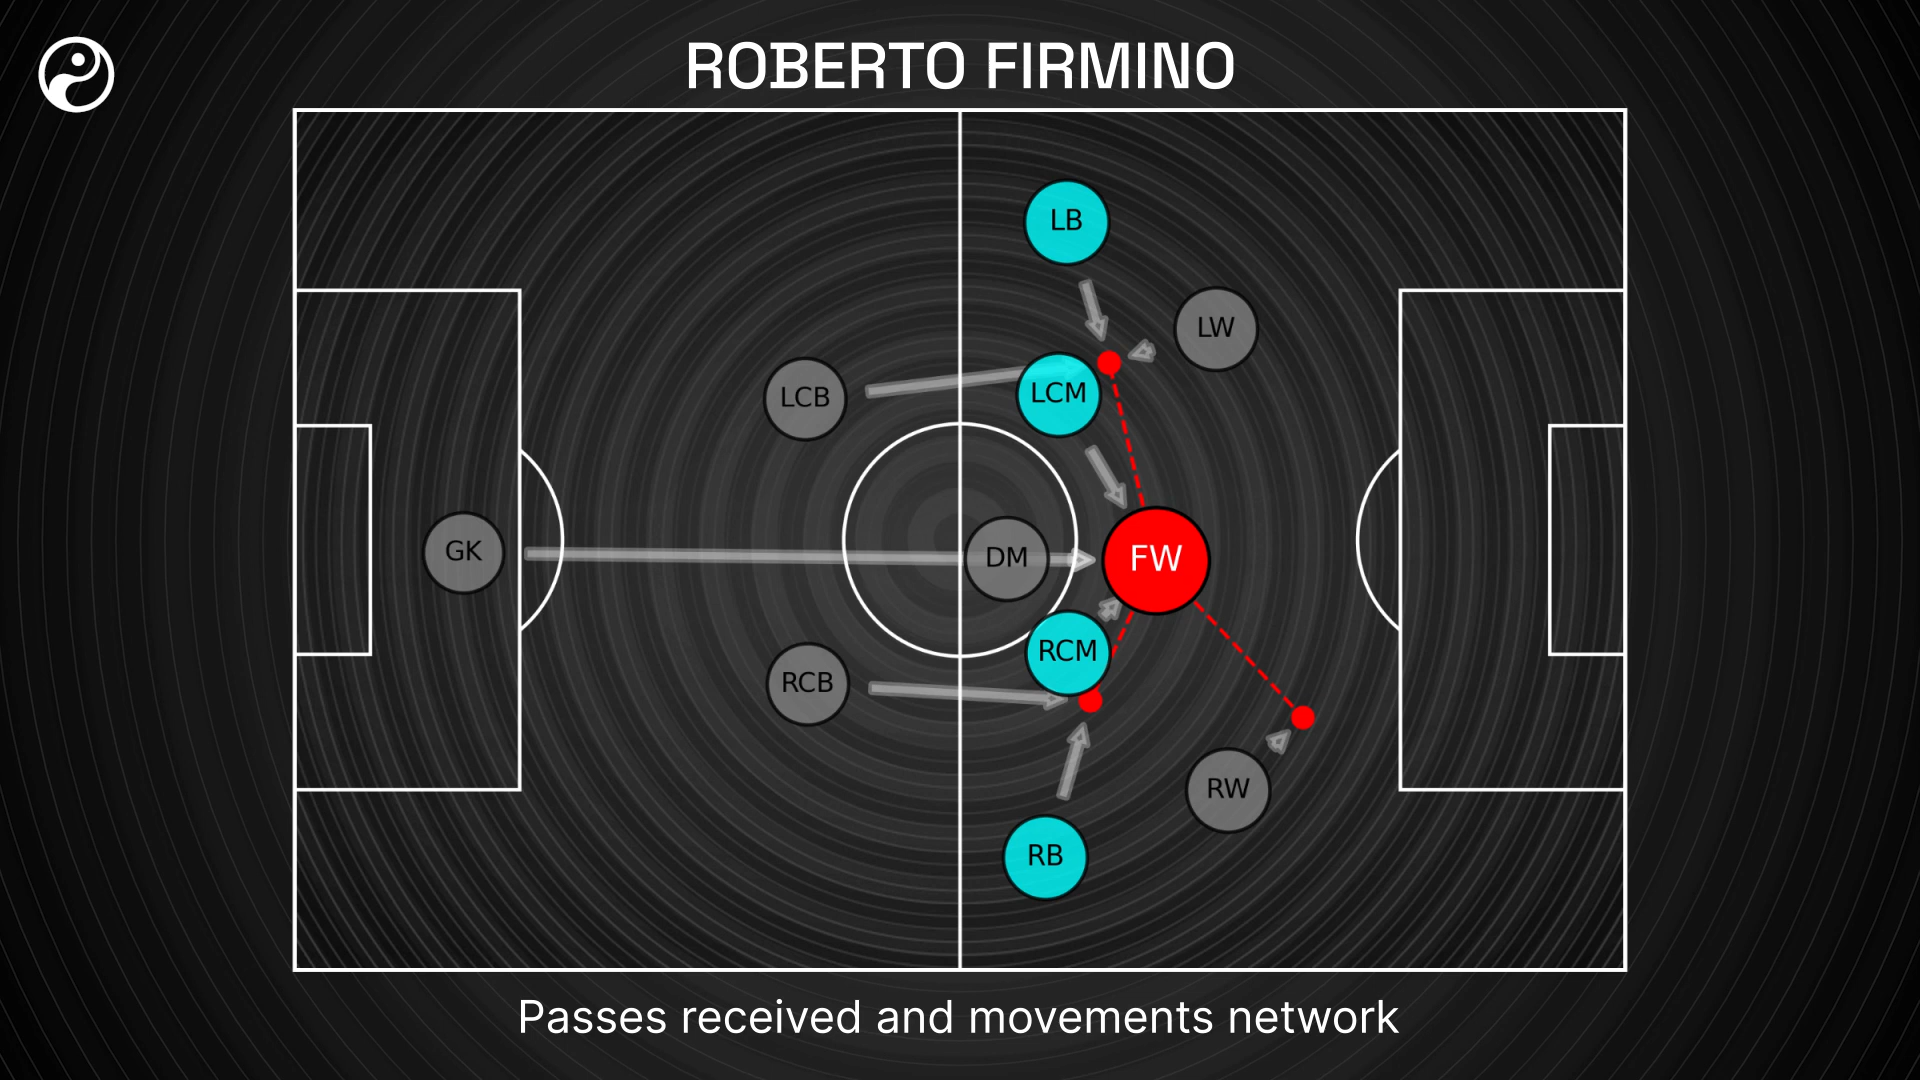 ROBERTO FIRMINO
LB
LW
LCB
LCM
GK
DM
FW
RCM
RCB
RW
RB
Passes received and movements network